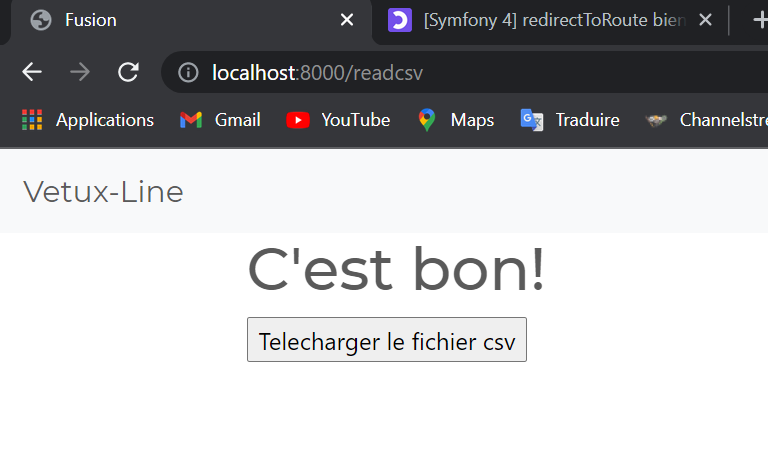 Fusion
[Symfony 4] redirectToRoute bien
localhost:8000/readcsv
Applications Gmail YouTube Maps Traduire Channelstre
Vetux-Line
C'est bon!
Telecharger le fichier csv